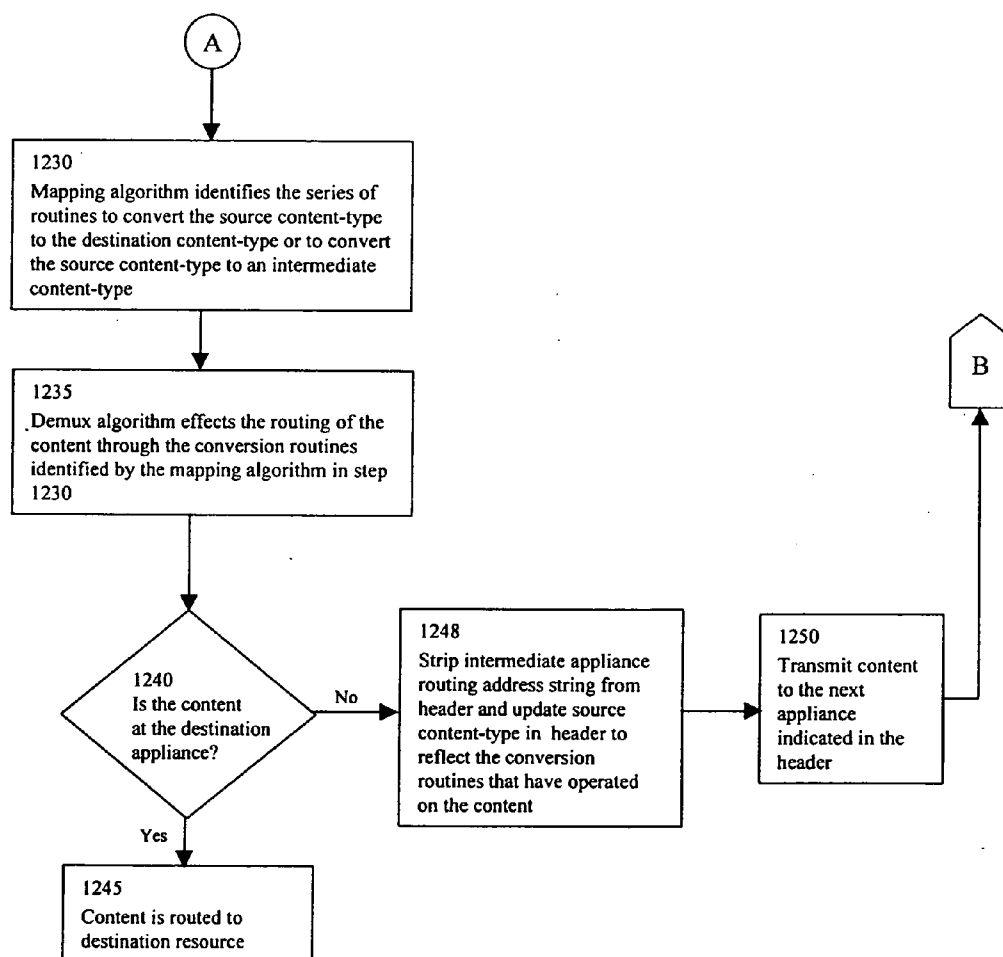 A
1230
Mapping algorithm identifies the series of
routines to convert the source content-type
to the destination content-type or to convert
the source content-type to an intermediate
content-type
1235
Demux algorithm effects the routing of the
content through the conversion routines
identified by the mapping algorithm in step
1230
1240
Is the content
at the destination
appliance?
No
Yes
1245
Content is routed to
destination resource
1248
Strip intermediate appliance
routing address string from
header and update source
content-type in header to
reflect the conversion
routines that have operated
on the content
1250
Transmit content
to the next
appliance
indicated in the
header
B